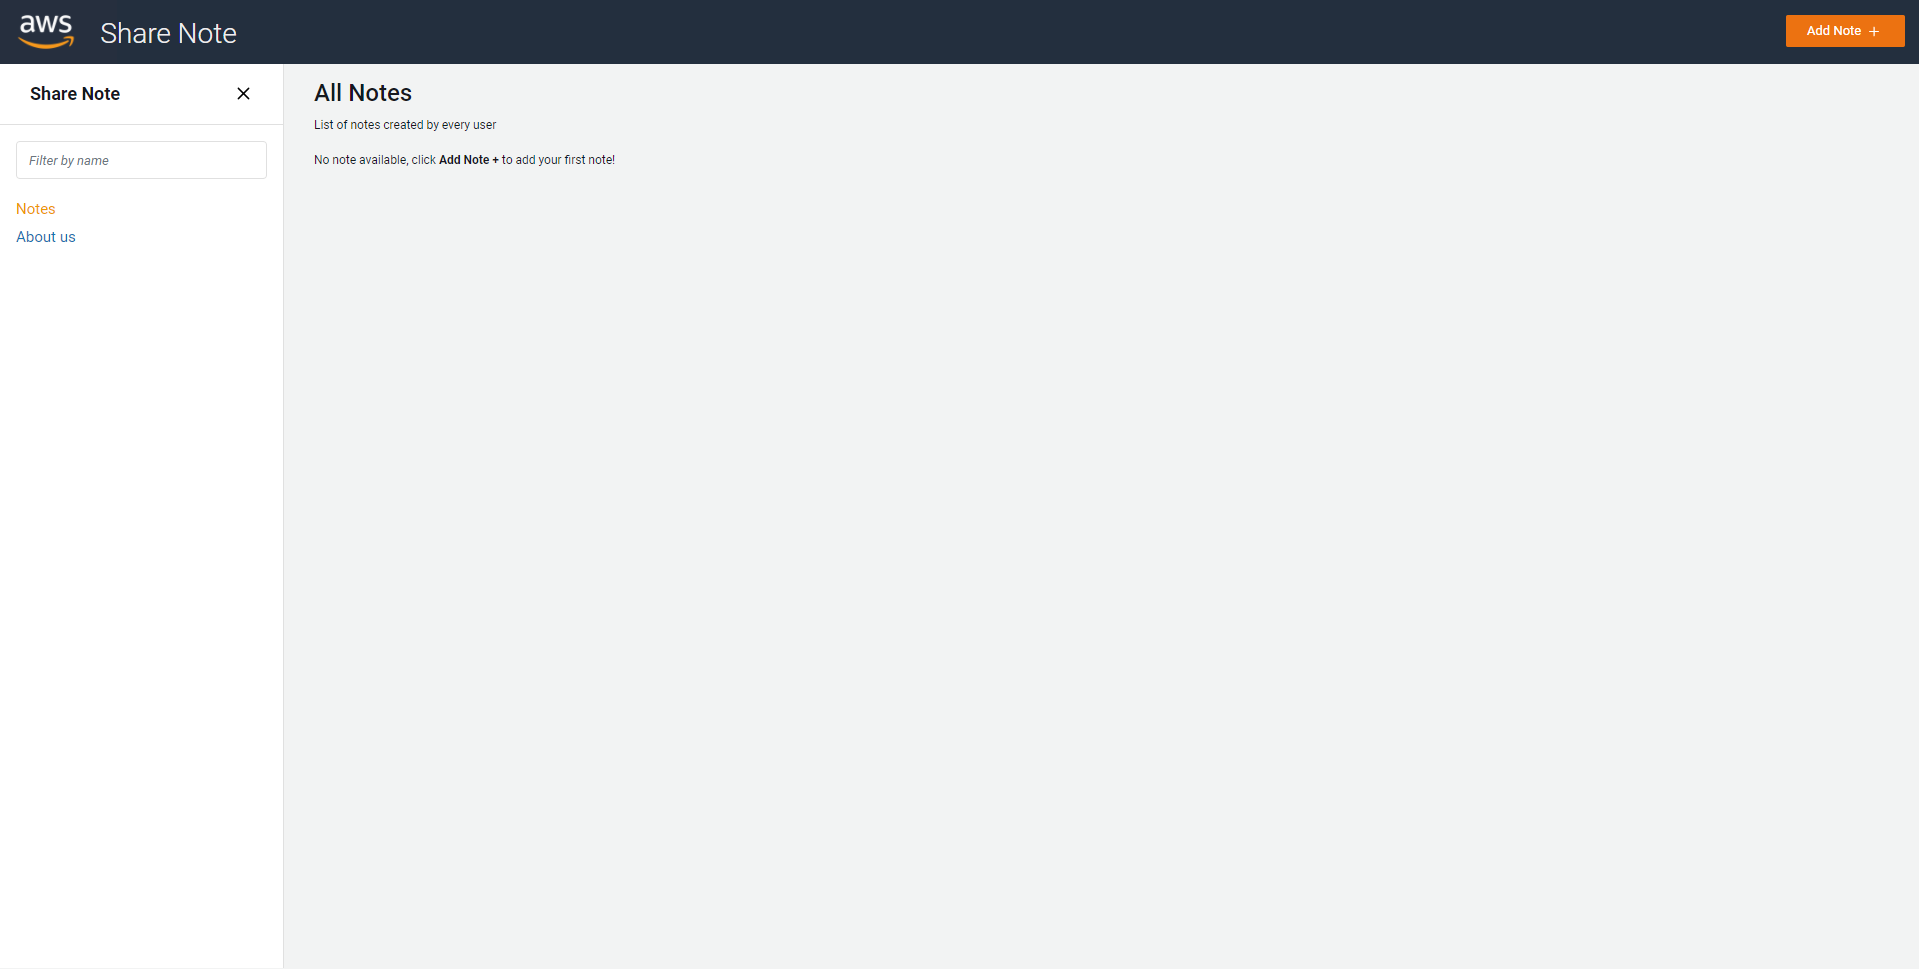 aws
Share Note
Add Note +
Share Note
Filter by name
Notes
About us
All Notes
List of notes created by every user
No note available, click Add Note + to add your first note!